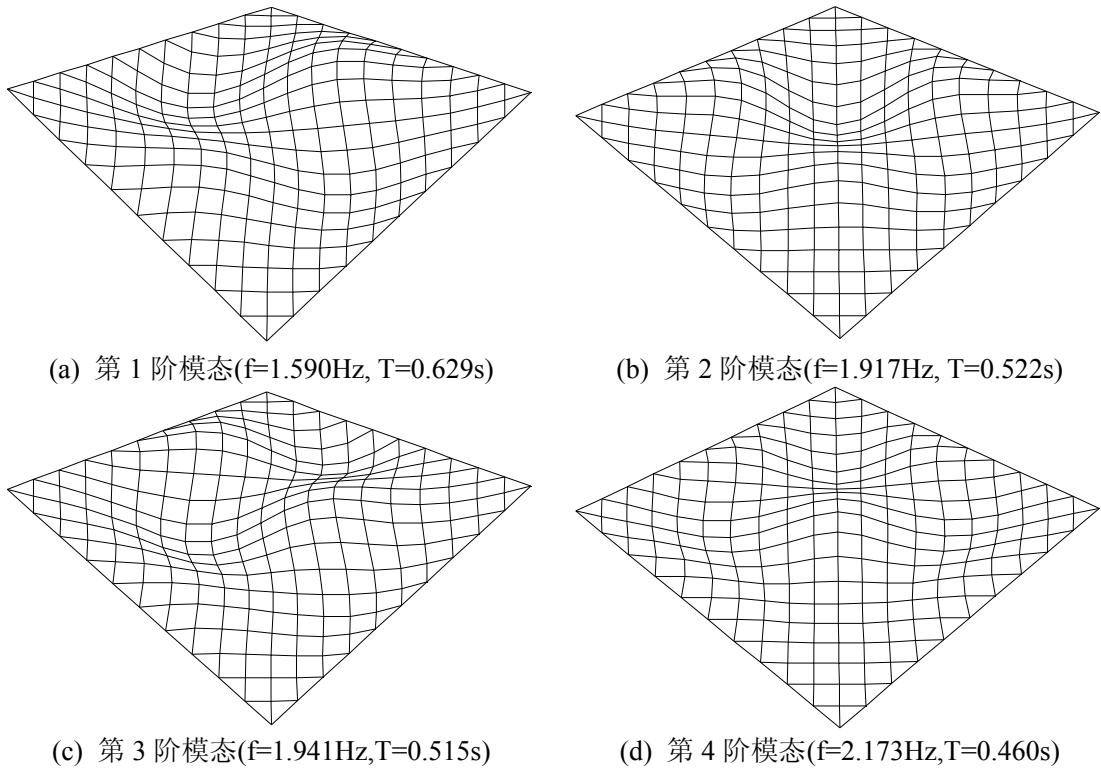 (a) 第 1 阶模态(f=1.590Hz, T=0.629s)
(b) 第 2 阶模态(f=1.917Hz, T=0.522s)
(c) 第 3 阶模态(f=1.941Hz,T=0.515s)
(d) 第 4 阶模态(f=2.173Hz,T=0.460s)